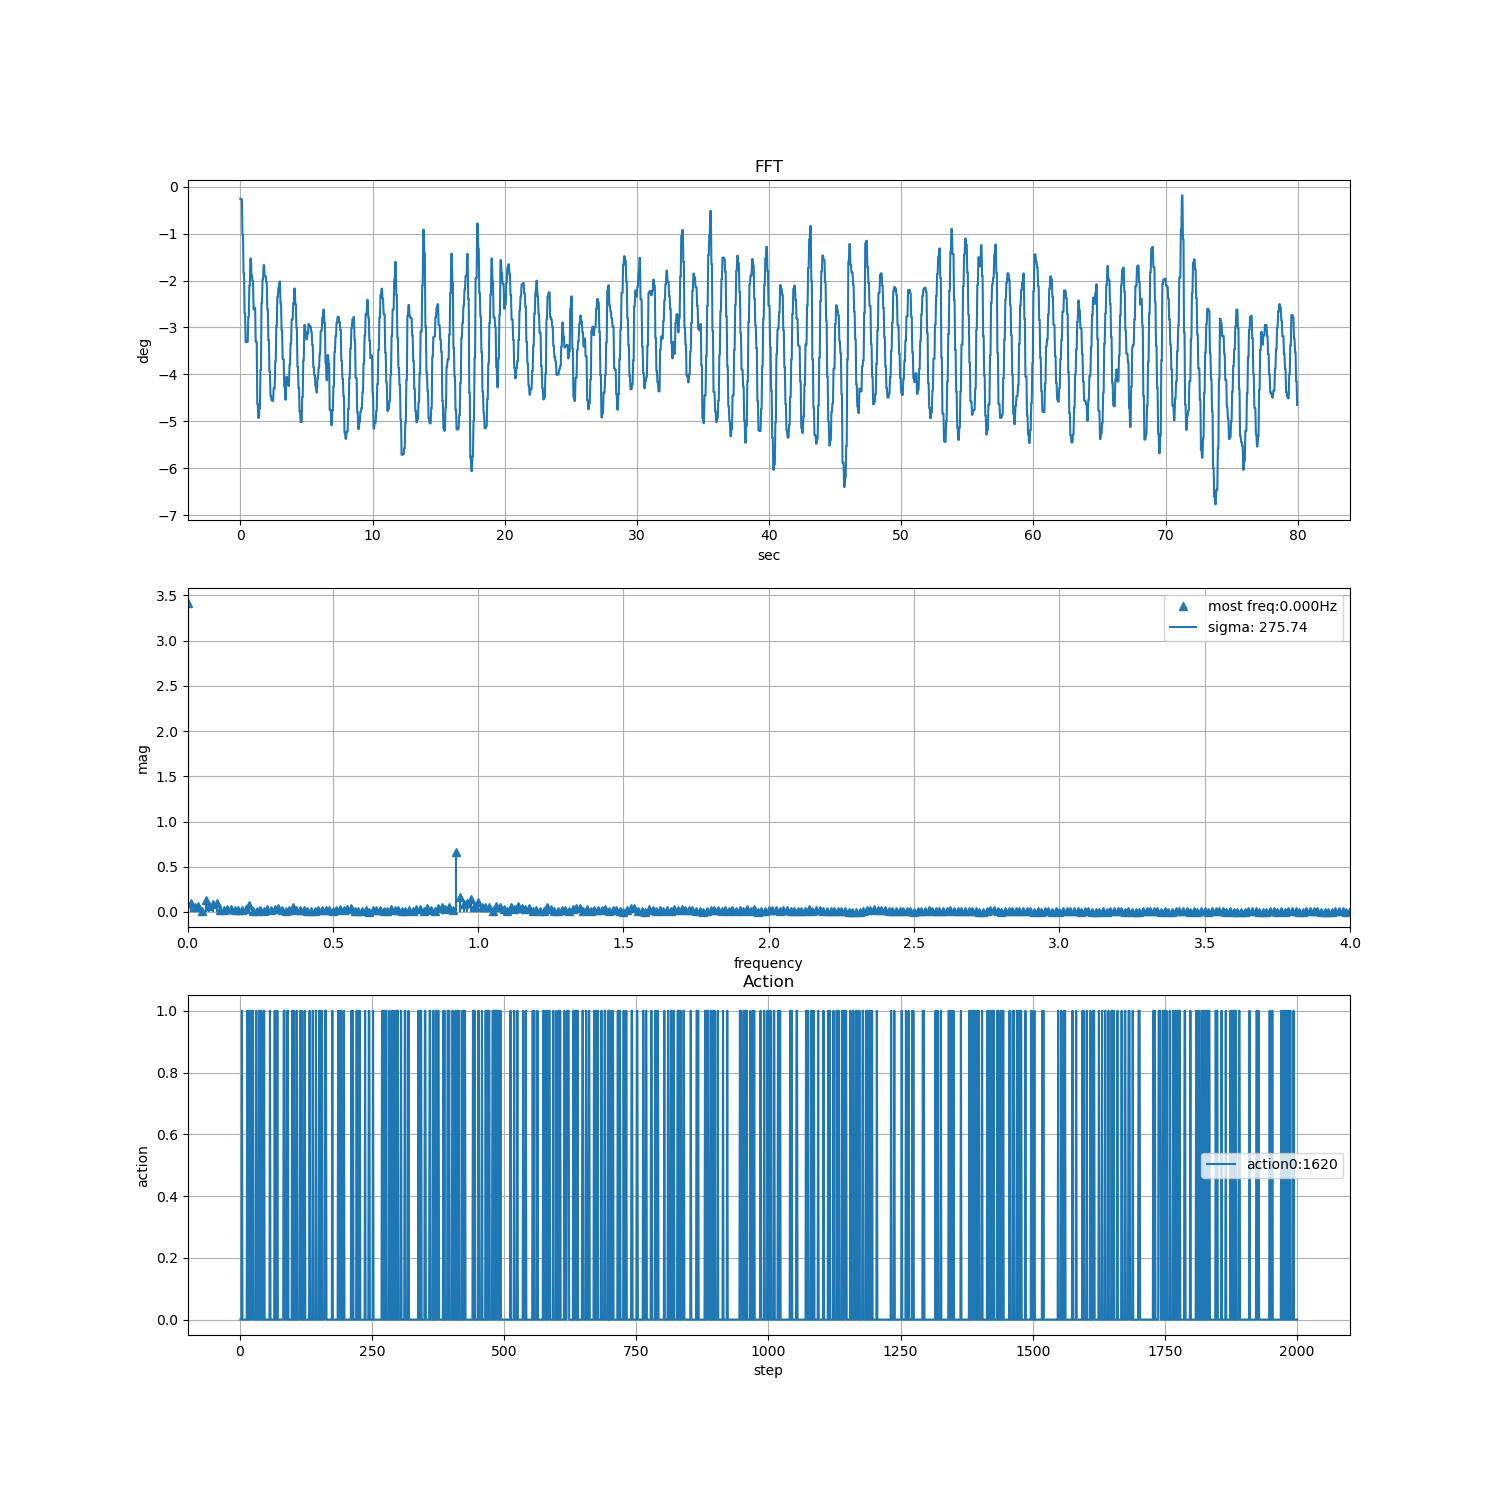 FFT
0
−1
−2
−3
−4
−5
−6
−7
deg
0 10 20 30 40 50 60 70 80
sec
3.5
3.0
2.5
2.0
1.5
1.0
0.5
0.0
mag
most freq:0.000Hz
sigma: 275.74
0.0 0.5 1.0 1.5 2.0 2.5 3.0 3.5 4.0
frequency
Action
1.0
0.8
0.6
0.4
0.2
0.0
action
action0:1620
0 250 500 750 1000 1250 1500 1750 2000
step